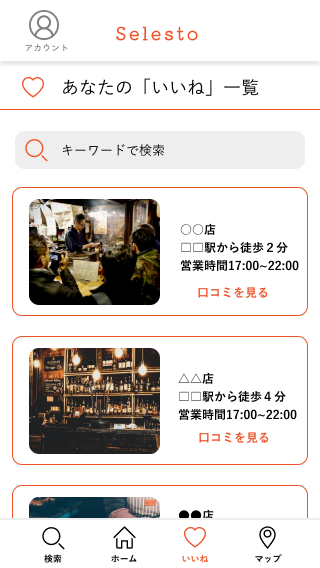 アカウント
Selesto
あなたの「いいね」一覧
キーワードで検索
〇〇店
□□駅から徒歩２分
営業時間17:00~22:00
口コミを見る
△△店
□□駅から徒歩４分
営業時間17:00~22:00
口コミを見る
●●店
検索
ホーム
いいね
マップ